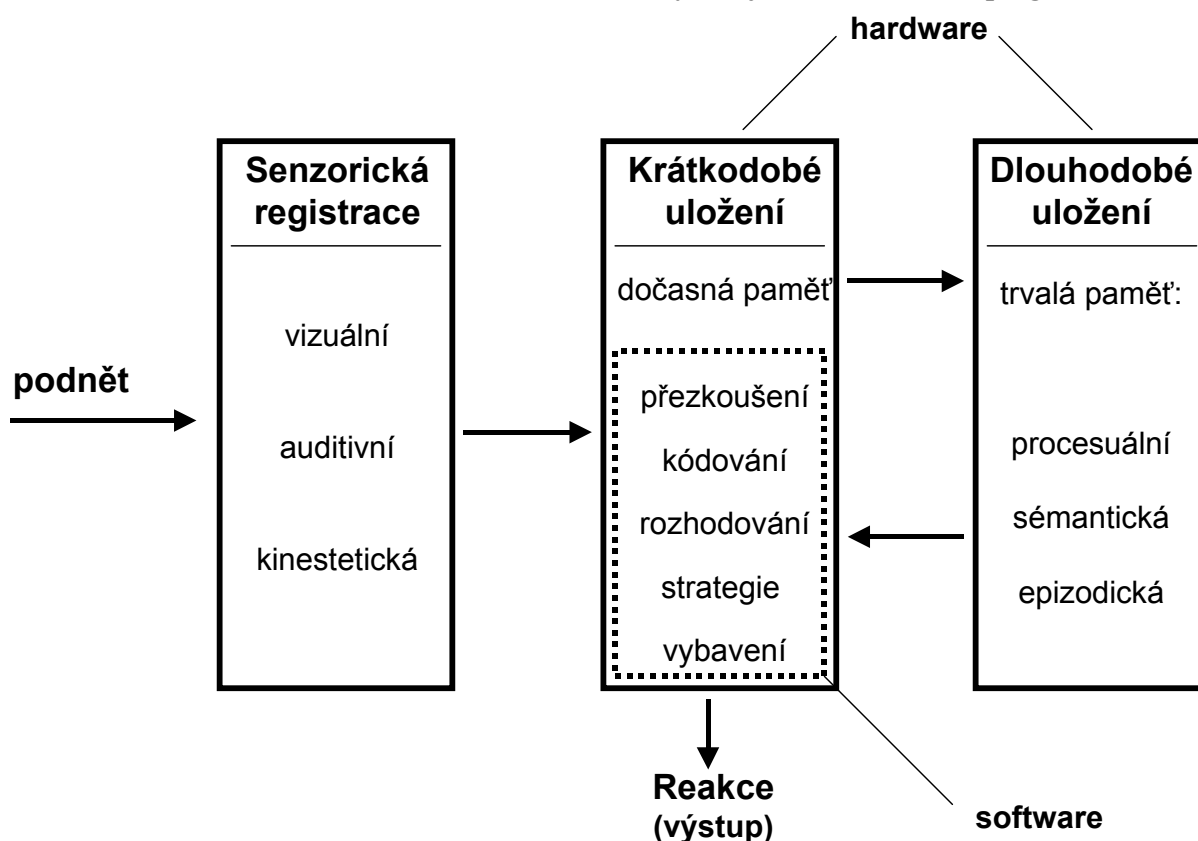 hardware
Senzorická
registrace
vizuální
auditivní
kinestetická
Krátkodobé
uložení
dočasná paměť
přezkoušení
kódování
rozhodování
strategie
vybavení
Dlouhodobé
uložení
trvalá paměť:
procesuální
sémantická
epizodická
podnět
Reakce
(výstup)
software